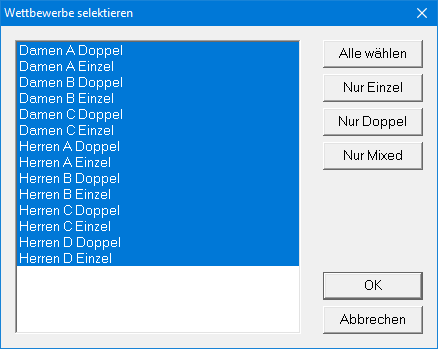 Wettbewerbe selektieren
Damen A Doppel
Damen A Einzel
Damen B Doppel
Damen B Einzel
Damen C Doppel
Damen C Einzel
Herren A Doppel
Herren A Einzel
Herren B Doppel
Herren B Einzel
Herren C Doppel
Herren C Einzel
Herren D Doppel
Herren D Einzel
Alle wählen
Nur Einzel
Nur Doppel
Nur Mixed
OK
Abbrechen